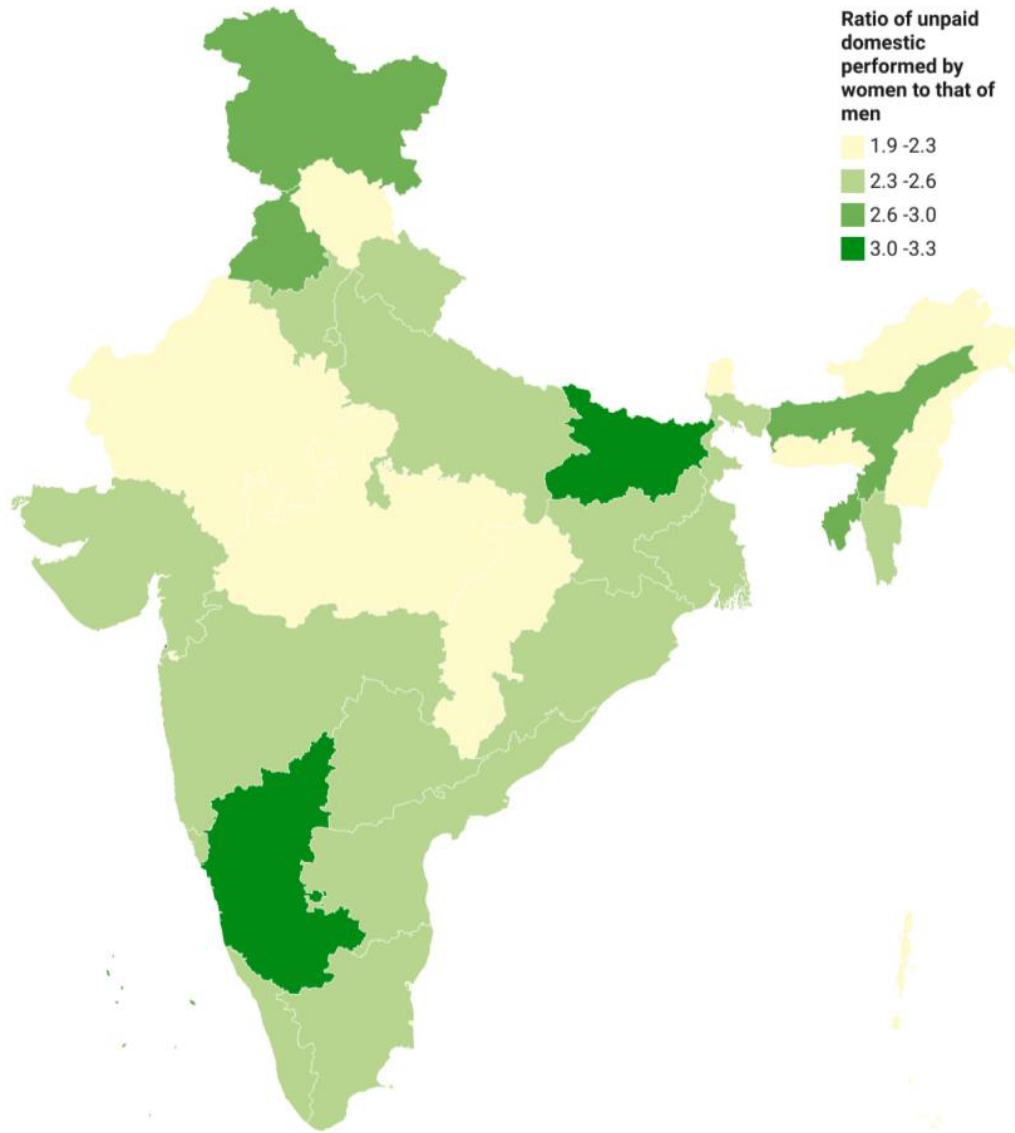 Ratio of unpaid
domestic
performed by
women to that of
men
1.9 -2.3
2.3 -2.6
2.6 -3.0
3.0 -3.3